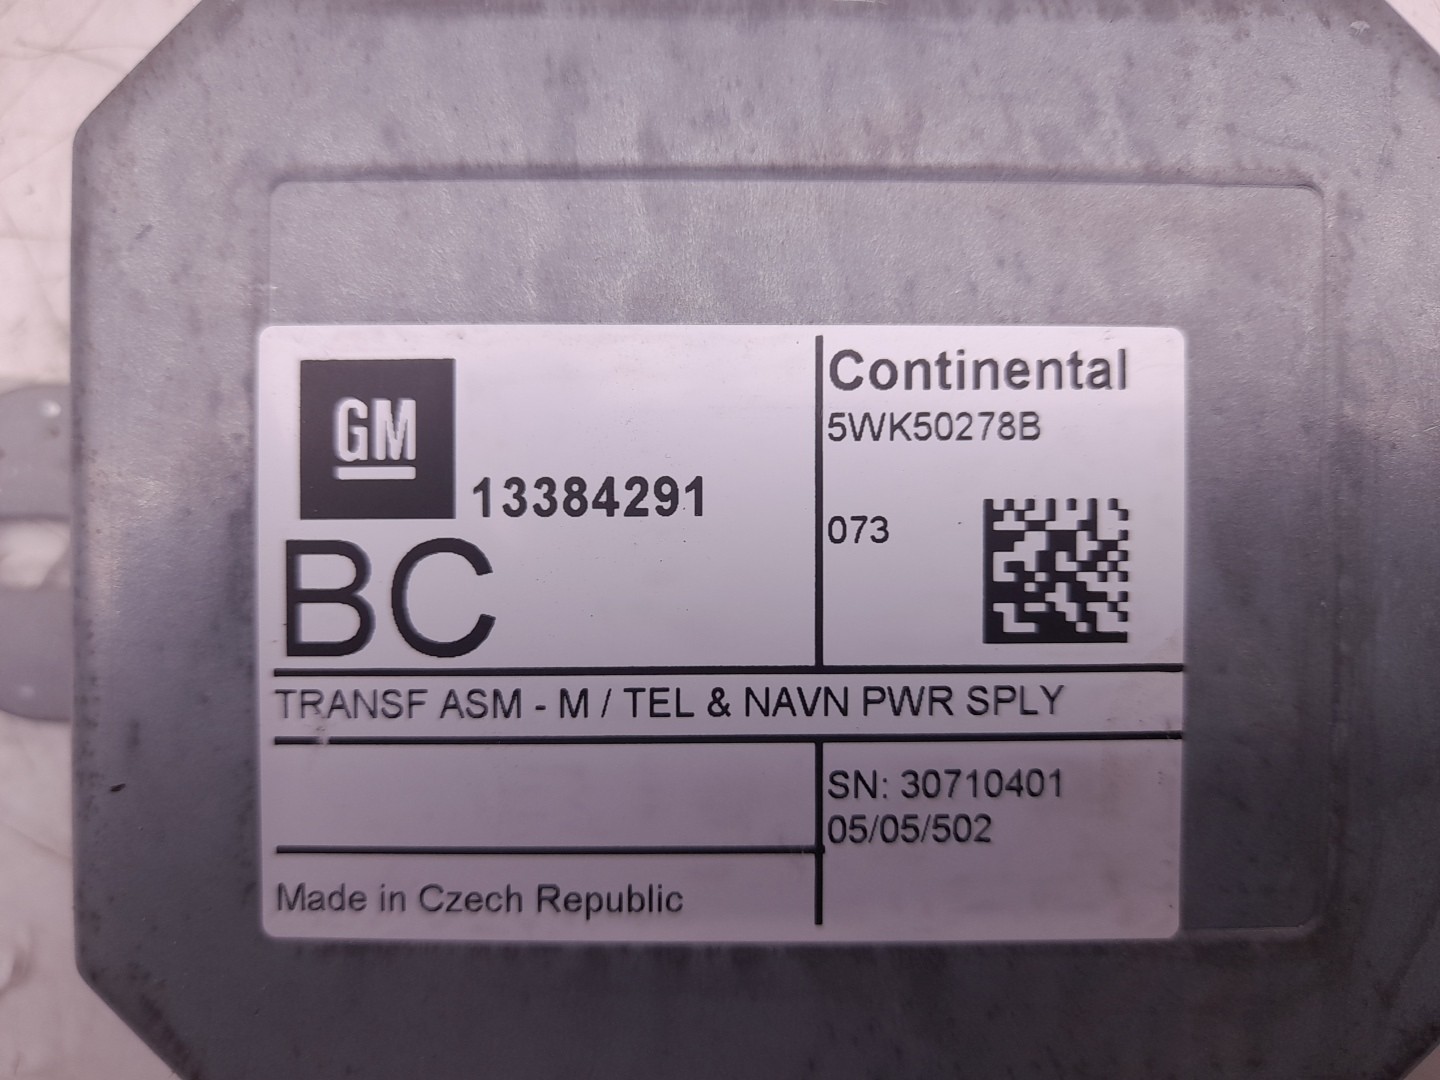 GM
13384291
BC
Continental
5WK50278B
073
TRANSF ASM - M / TEL & NAVN PWR SPLY
SN: 30710401
05/05/502
Made in Czech Republic